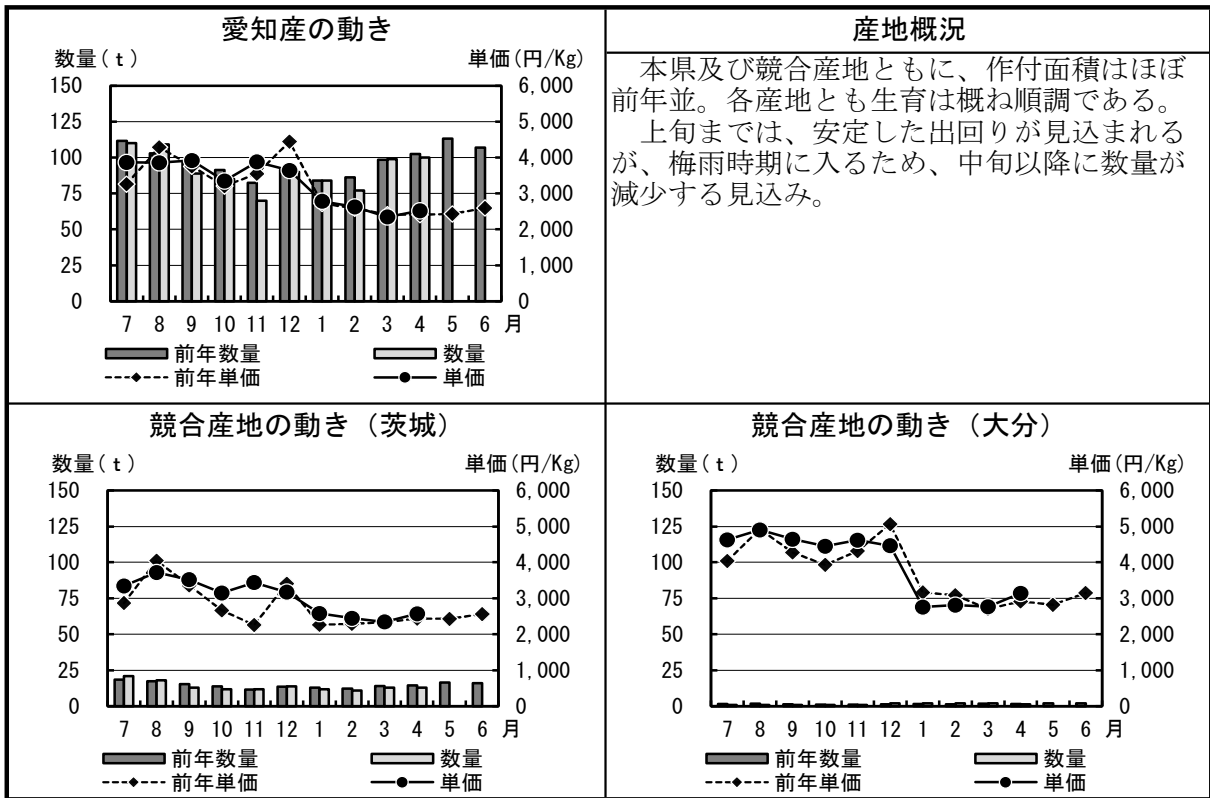 愛知産の動き
数量(t)
単価(円/Kg)
150
125
100
75
50
25
0
6,000
5,000
4,000
3,000
2,000
1,000
0
7 8 9 10 11 12 1 2 3 4 5 6 月
前年数量 数量
前年単価 単価
産地概況
本県及び競合産地ともに、作付面積はほぼ
前年並。各産地とも生育は概ね順調である。
上旬までは、安定した出回りが見込まれる
が、梅雨時期に入るため、中旬以降に数量が
減少する見込み。
競合産地の動き（茨城）
数量(t)
単価(円/Kg)
150
125
100
75
50
25
0
6,000
5,000
4,000
3,000
2,000
1,000
0
7 8 9 10 11 12 1 2 3 4 5 6 月
前年数量 数量
前年単価 単価
競合産地の動き（大分）
数量(t)
単価(円/Kg)
150
125
100
75
50
25
0
6,000
5,000
4,000
3,000
2,000
1,000
0
7 8 9 10 11 12 1 2 3 4 5 6 月
前年数量 数量
前年単価 単価